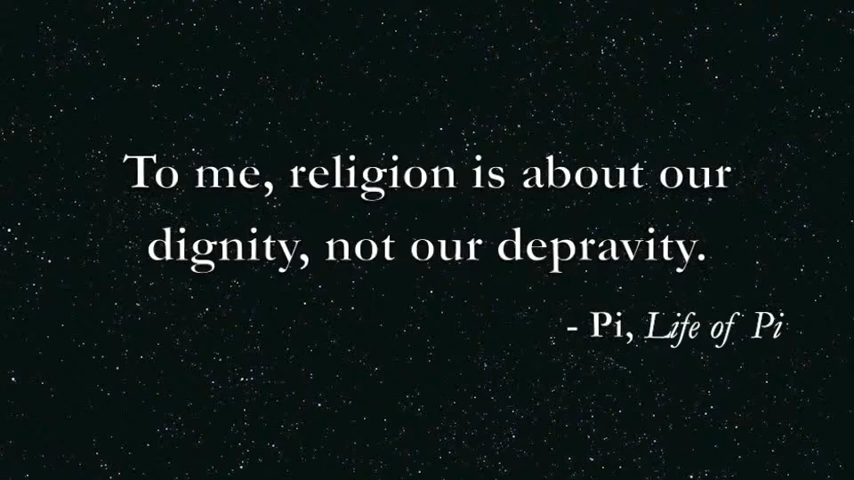 To me, religion is about our
dignity, not our depravity.
- Pi, Life of Pi